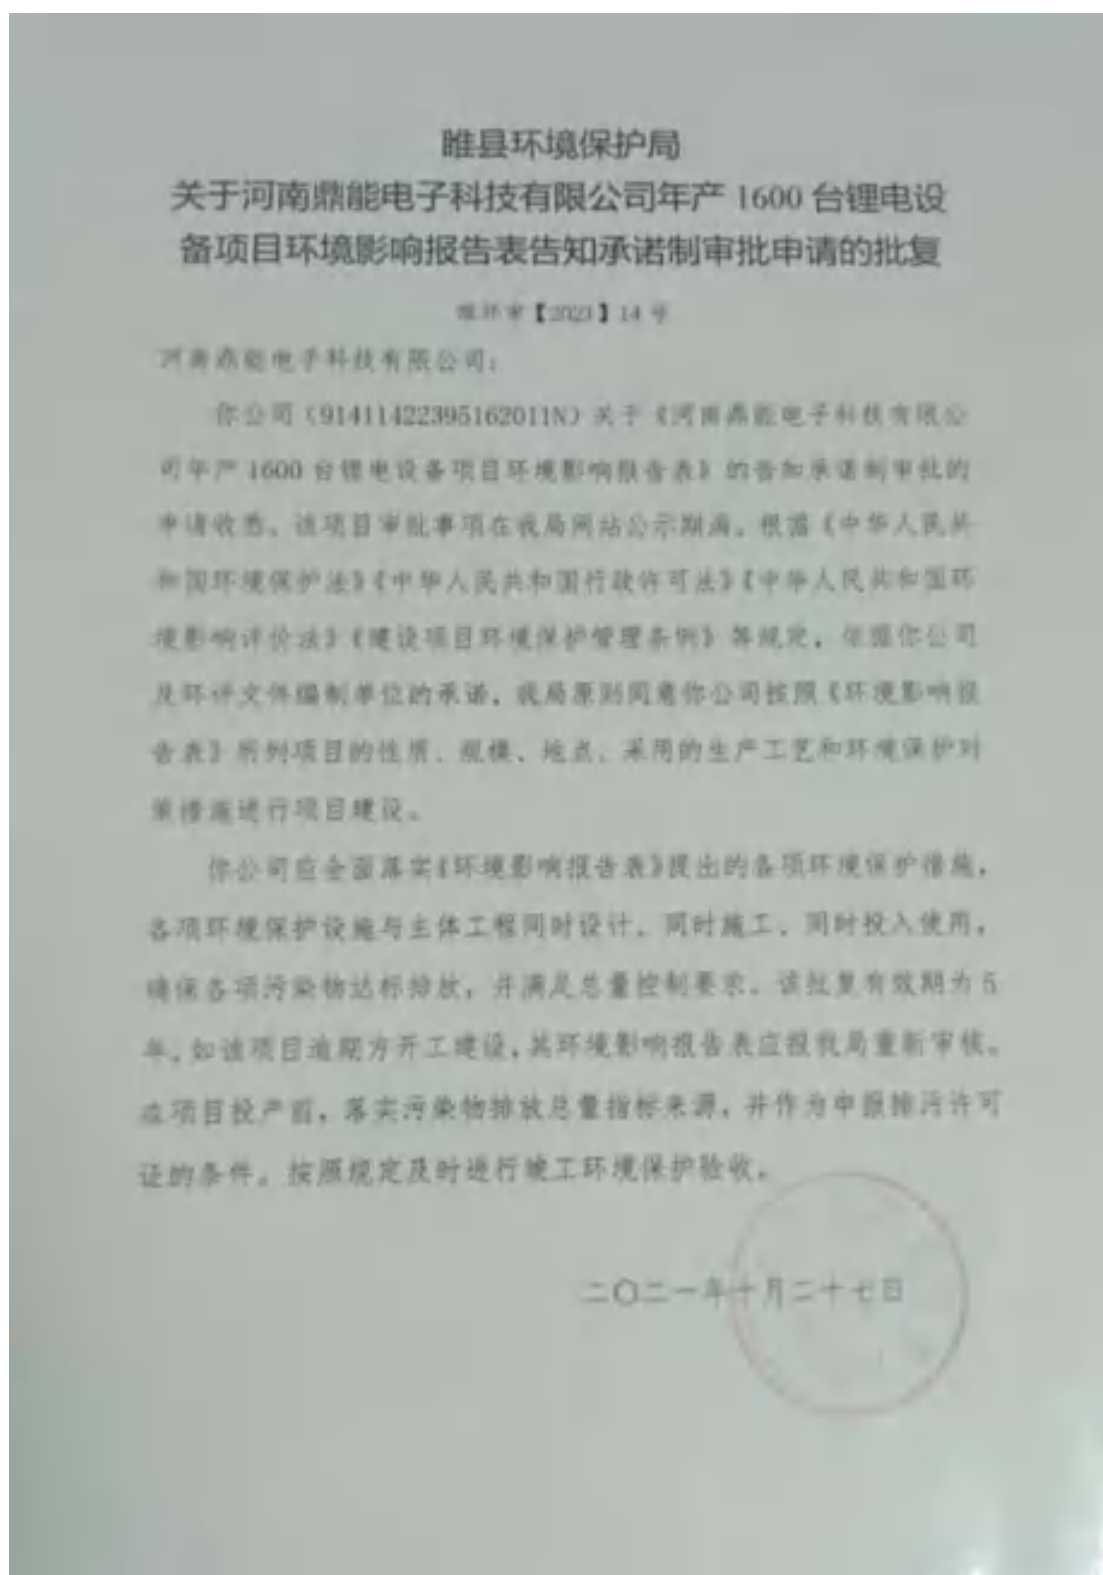 睢县环境保护局
关于河南鼎能电子科技有限公司年产 1600 台锂电设
备项目环境影响报告表告知承诺制审批申请的批复
睢环审【2021】14 号
河南鼎能电子科技有限公司：
你公司（91411422395162011N）关于《河南鼎能电子科技有限公
司年产 1600 台锂电设备项目环境影响报告表》的告知承诺制审批的
申请收悉。该项目审批事项在我局网站公示期满。根据《中华人民共
和国环境保护法》《中华人民共和国行政许可法》《中华人民共和国环
境影响评价法》《建设项目环境保护管理条例》等规定，依据你公司
及环评文件编制单位的承诺，我局原则同意你公司按照《环境影响报
告表》所列项目的性质、规模、地点、采用的生产工艺和环境保护对
策措施进行项目建设。
你公司应全面落实《环境影响报告表》提出的各项环境保护措施，
各项环境保护设施与主体工程同时设计、同时施工、同时投入使用，
确保各项污染物达标排放，并满足总量控制要求。该批复有效期为 5
年，如该项目逾期方开工建设，其环境影响报告表应报我局重新审核。
在项目投产前，落实污染物排放总量指标来源，并作为申报排污许可
证的条件。按照规定及时进行竣工环境保护验收。
二〇二一年十月二十七日